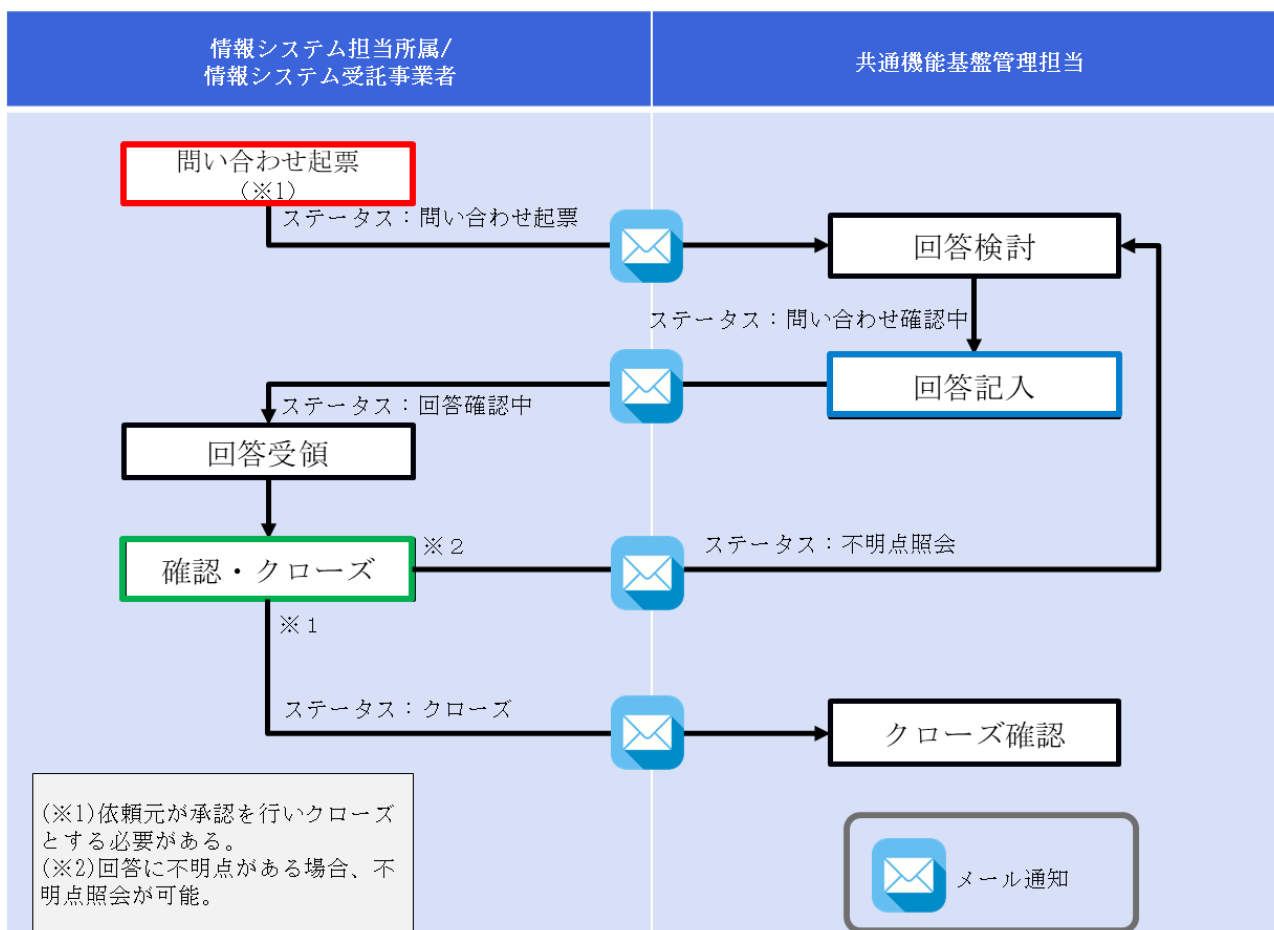 情報システム担当所属/
情報システム受託事業者
共通機能基盤管理担当
問い合わせ起票
(※1)
ステータス：問い合わせ起票
回答検討
ステータス：問い合わせ確認中
回答記入
ステータス：回答確認中
回答受領
確認・クローズ
※２
ステータス：不明点照会
※１
ステータス：クローズ
クローズ確認
(※1)依頼元が承認を行いクローズ
とする必要がある。
(※2)回答に不明点がある場合、不
明点照会が可能。
メール通知